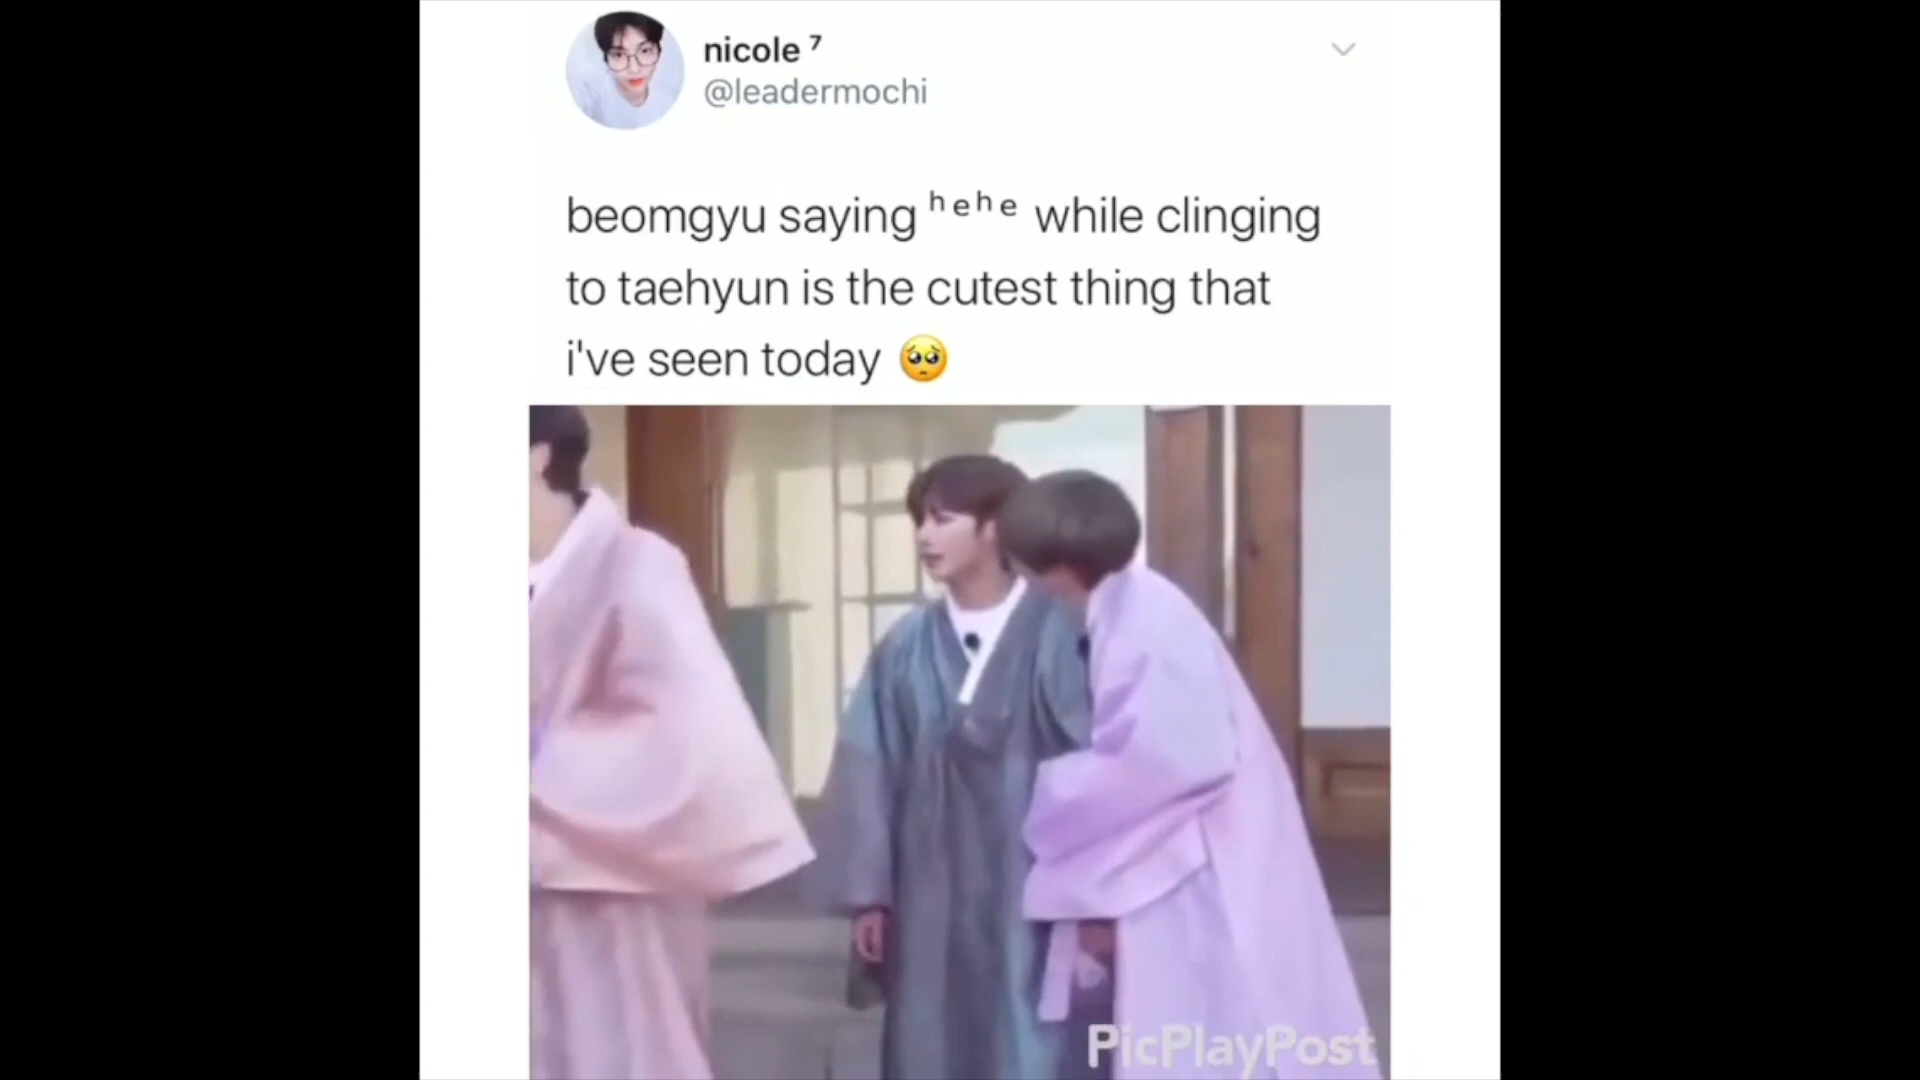 nicole ⁷
@leadermochi
beomgyu saying ʰᵉʰᵉ while clinging
to taehyun is the cutest thing that
i've seen today 🥺
PicPlayPost